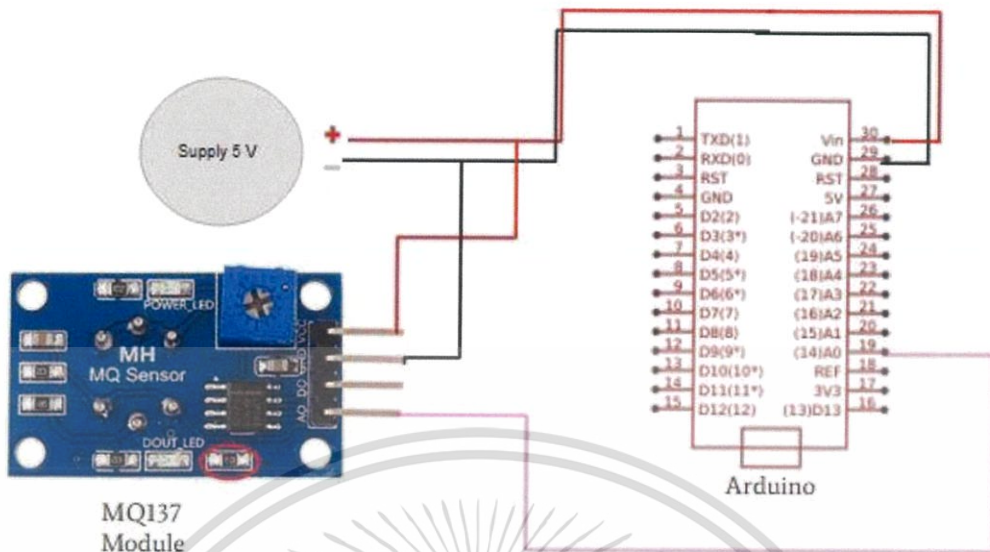 Supply 5 V
+
−
POWER_LED
MH
MQ Sensor
DOUT_LED
VCC
GND
DO
AO
MQ137
Module
1 TXD(1)
2 RXD(0)
3 RST
4 GND
5 D2(2)
6 D3(3*)
7 D4(4)
8 D5(5*)
9 D6(6*)
10 D7(7)
11 D8(8)
12 D9(9*)
13 D10(10*)
14 D11(11*)
15 D12(12)
Vin 30
GND 29
RST 28
5V 27
(-21)A7 26
(-20)A6 25
(19)A5 24
(18)A4 23
(17)A3 22
(16)A2 21
(15)A1 20
(14)A0 19
REF 18
3V3 17
(13)D13 16
Arduino